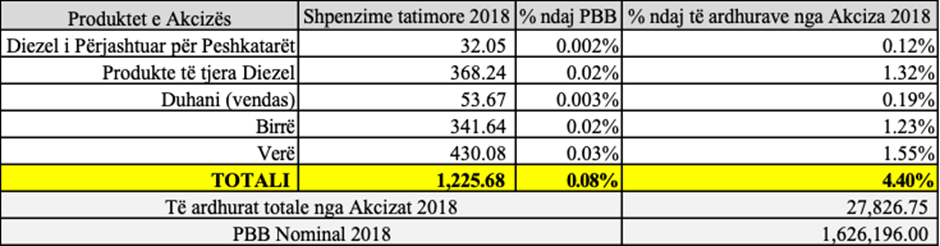 Produktet e Akcizës Shpenzime tatimore 2018 % ndaj PBB % ndaj të ardhurave nga Akciza 2018
Diezel i Përjashtuar për Peshkatarët 32.05 0.002% 0.12%
Produkte të tjera Diezel 368.24 0.02% 1.32%
Duhani (vendas) 53.67 0.003% 0.19%
Birrë 341.64 0.02% 1.23%
Verë 430.08 0.03% 1.55%
TOTALI 1,225.68 0.08% 4.40%
Të ardhurat totale nga Akcizat 2018 27,826.75
PBB Nominal 2018 1,626,196.00